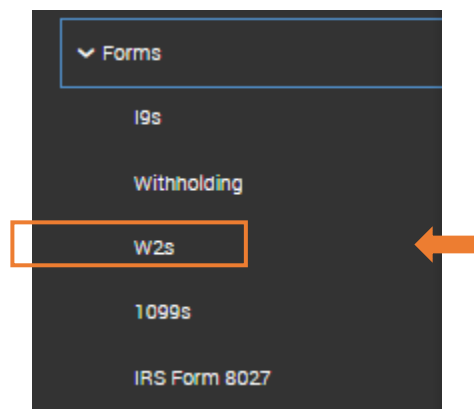 Forms
I9s
Withholding
W2s
1099s
IRS Form 8027